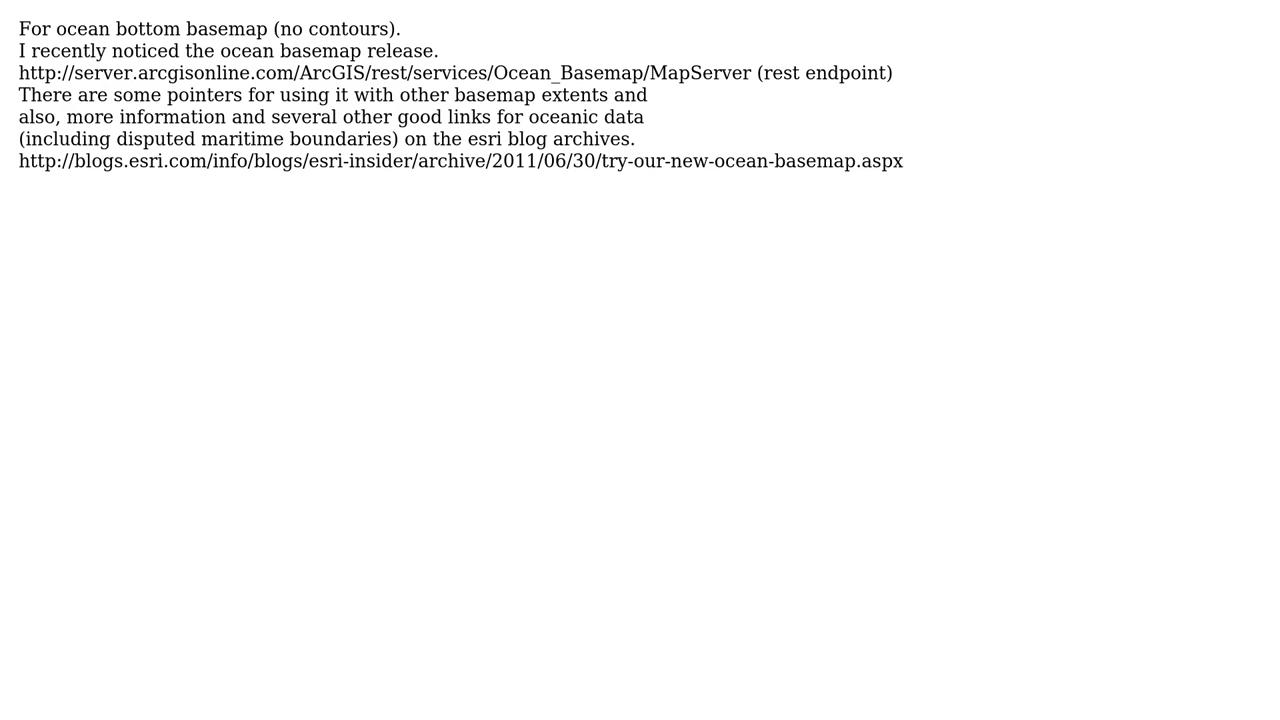 For ocean bottom basemap (no contours).
I recently noticed the ocean basemap release.
http://server.arcgisonline.com/ArcGIS/rest/services/Ocean_Basemap/MapServer (rest endpoint)
There are some pointers for using it with other basemap extents and
also, more information and several other good links for oceanic data
(including disputed maritime boundaries) on the esri blog archives.
http://blogs.esri.com/info/blogs/esri-insider/archive/2011/06/30/try-our-new-ocean-basemap.aspx